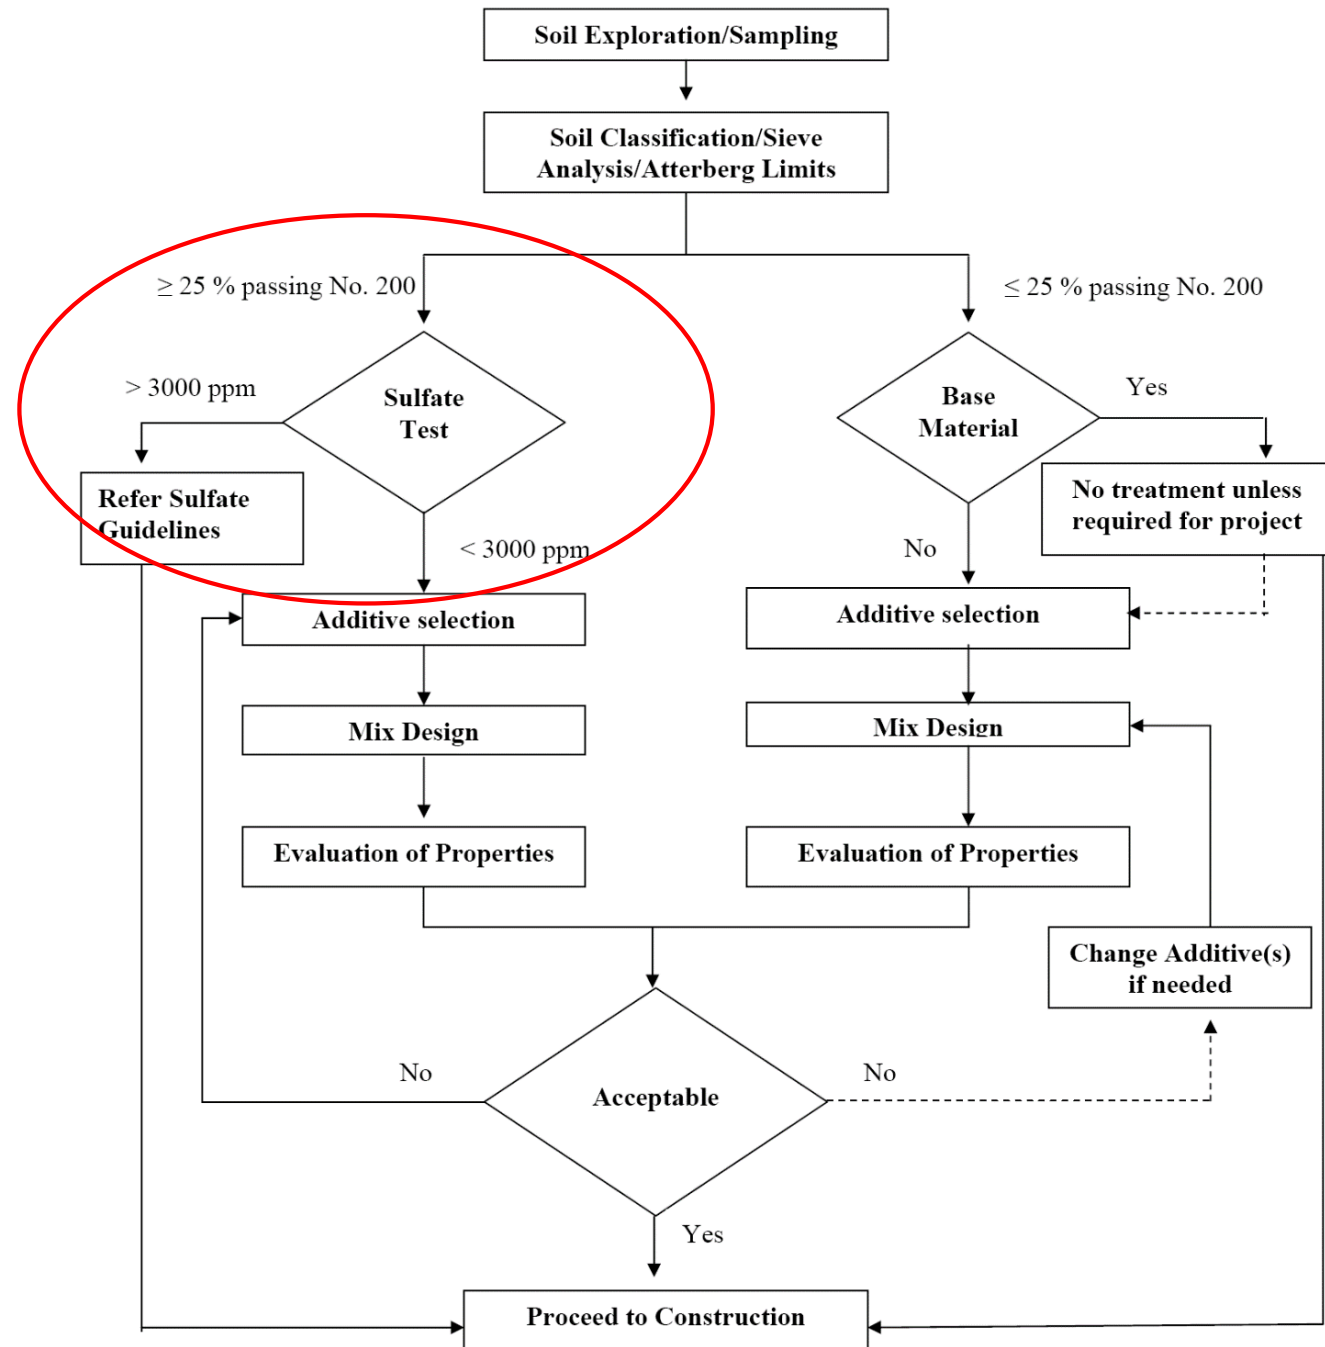 Soil Exploration/Sampling
Soil Classification/Sieve
Analysis/Atterberg Limits
≥ 25 % passing No. 200
≤ 25 % passing No. 200
> 3000 ppm
Sulfate
Test
Base
Material
Yes
Refer Sulfate
Guidelines
No treatment unless
required for project
< 3000 ppm
No
Additive selection
Additive selection
Mix Design
Mix Design
Evaluation of Properties
Evaluation of Properties
Change Additive(s)
if needed
No
Acceptable
No
Yes
Proceed to Construction